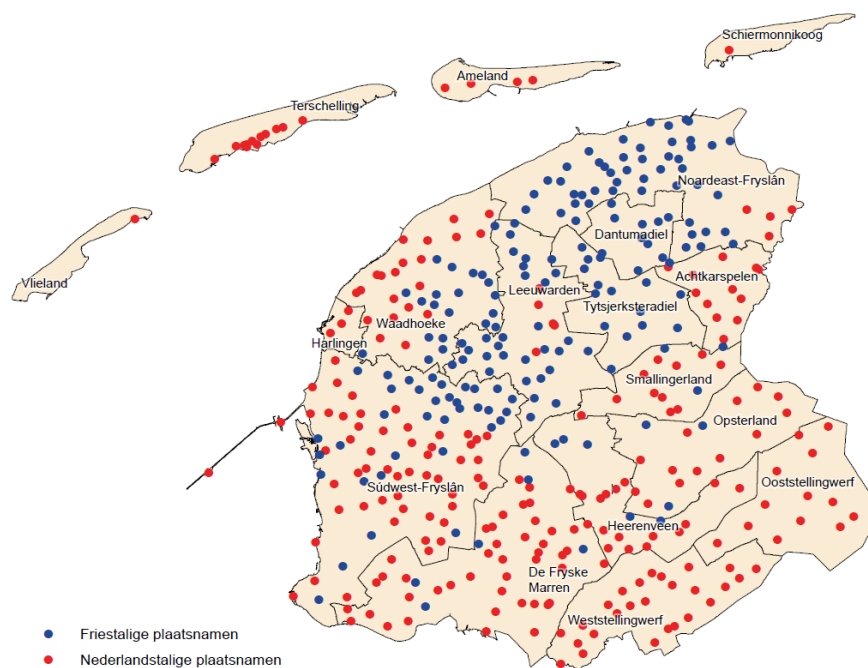 Schiermonnikoog
Ameland
Terschelling
Noardeast-Fryslân
Dantumadiel
Vlieland
Achtkarspelen
Leeuwarden
Tytsjerksteradiel
Waadhoeke
Harlingen
Smallingerland
Opsterland
Súdwest-Fryslân
Ooststellingwerf
Heerenveen
De Fryske
Marren
Weststellingwerf
Friestalige plaatsnamen
Nederlandstalige plaatsnamen